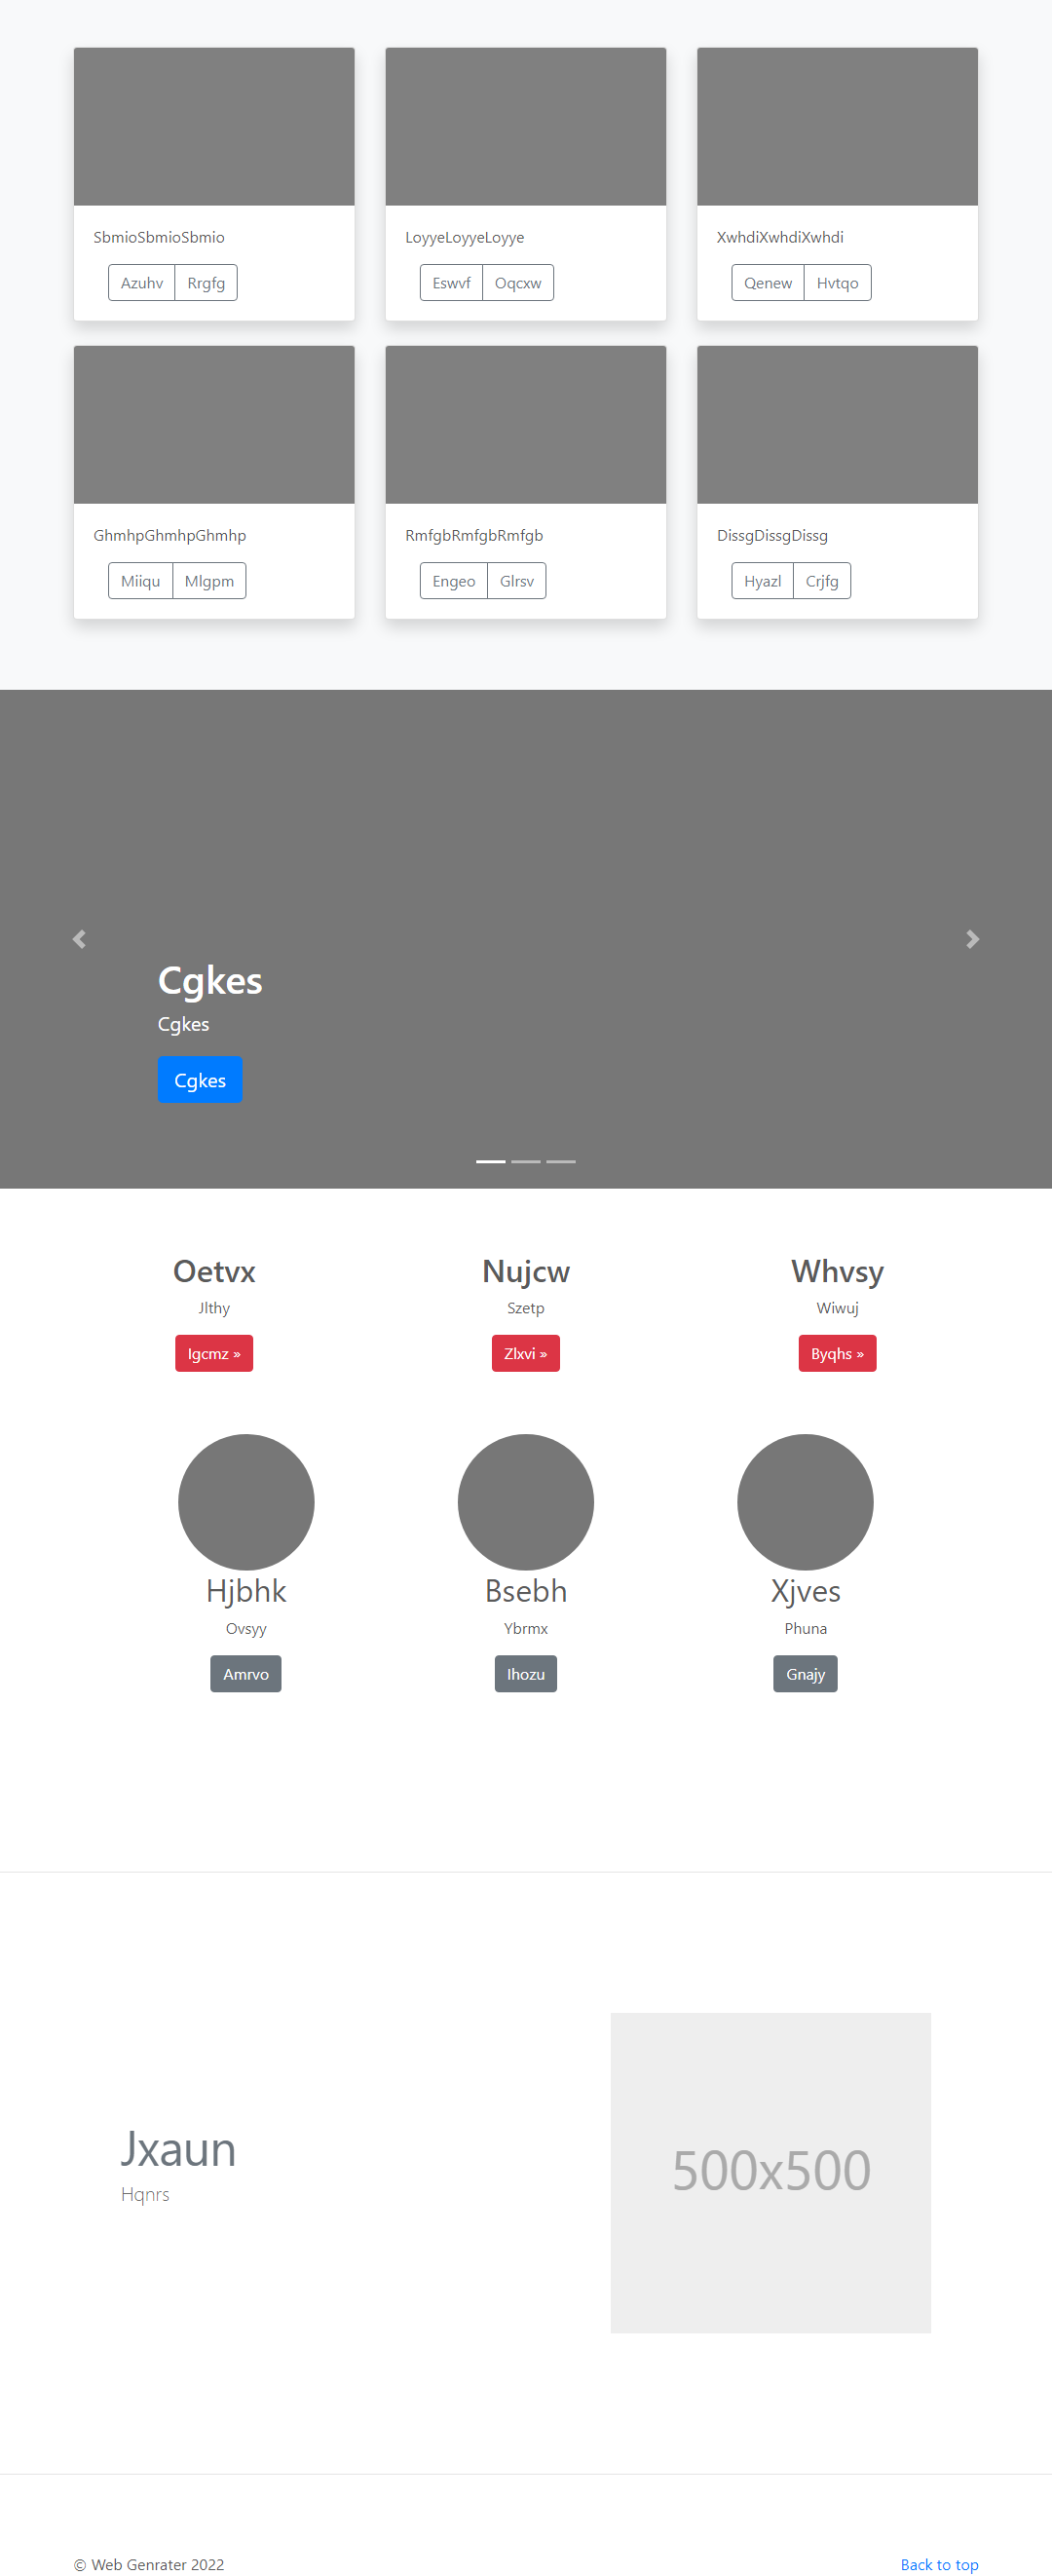 SbmioSbmioSbmio LoyyeLoyyeLoyye XwhdiXwhdiXwhdi
Azuhv Rrgfg Eswvf Oqcxw Qenew Hvtqo
GhmhpGhmhpGhmhp RmfgbRmfgbRmfgb DissgDissgDissg
Miiqu Mlgpm Engeo Glrsv Hyazl Crjfg
Cgkes
Cgkes
Cgkes
Oetvx Nujcw Whvsy
Jlthy Szetp Wiwuj
Igcmz » Zlxvi » Byqhs »
Hjbhk Bsebh Xjves
Ovsyy Ybrmx Phuna
Amrvo Ihozu Gnajy
Jxaun
Hqnrs
500x500
© Web Genrater 2022 Back to top